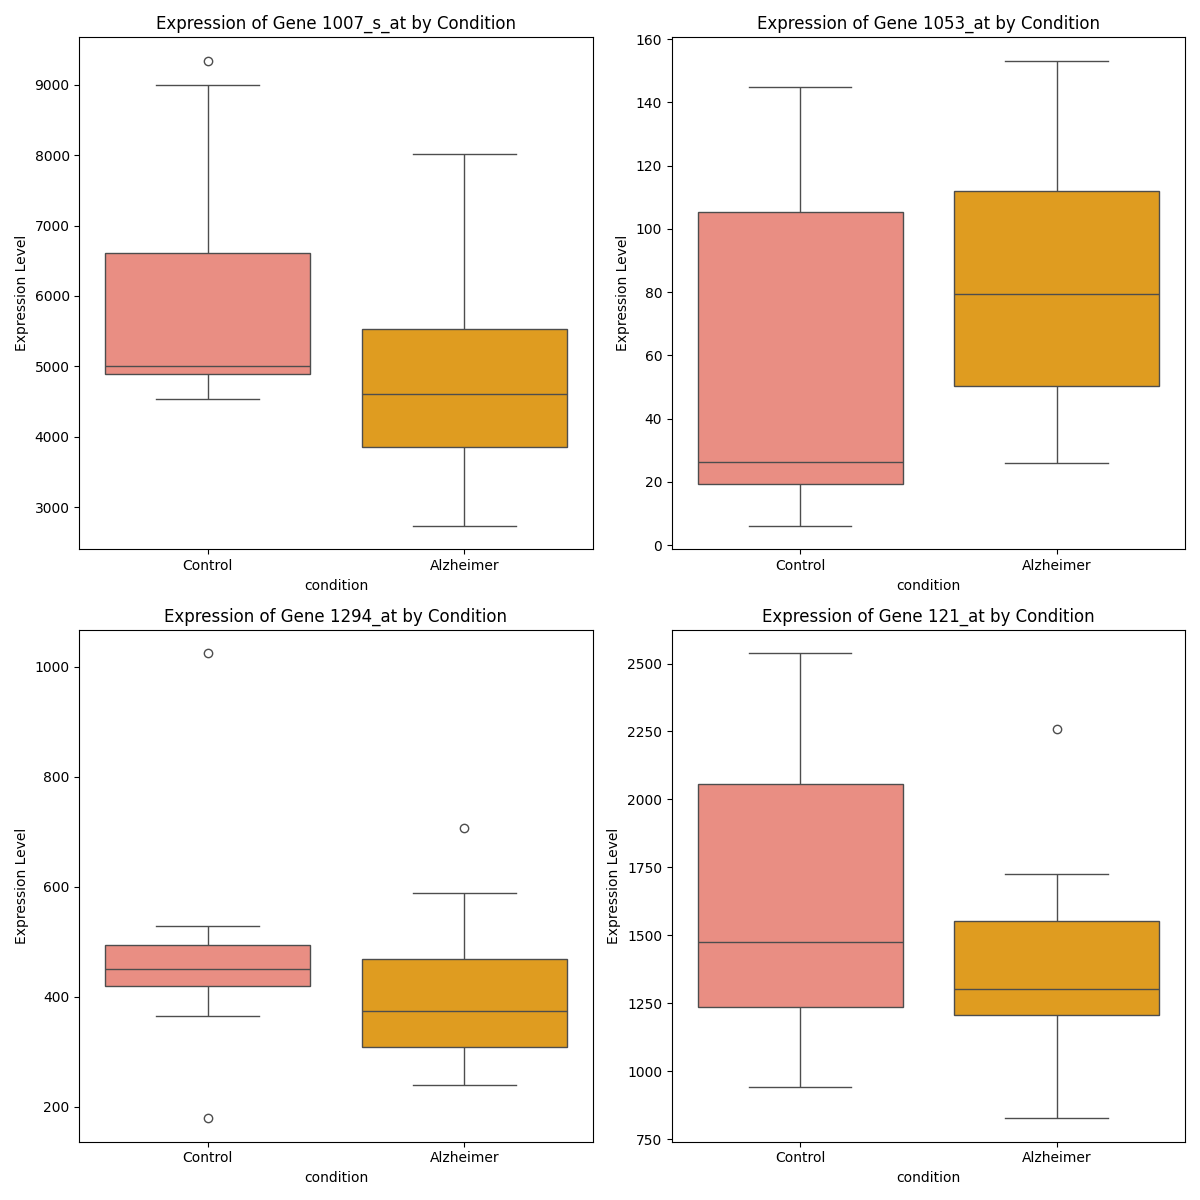 Expression of Gene 1007_s_at by Condition
Expression Level
9000
8000
7000
6000
5000
4000
3000
Control
Alzheimer
condition
Expression of Gene 1053_at by Condition
Expression Level
160
140
120
100
80
60
40
20
0
Control
Alzheimer
condition
Expression of Gene 1294_at by Condition
Expression Level
1000
800
600
400
200
Control
Alzheimer
condition
Expression of Gene 121_at by Condition
Expression Level
2500
2250
2000
1750
1500
1250
1000
750
Control
Alzheimer
condition